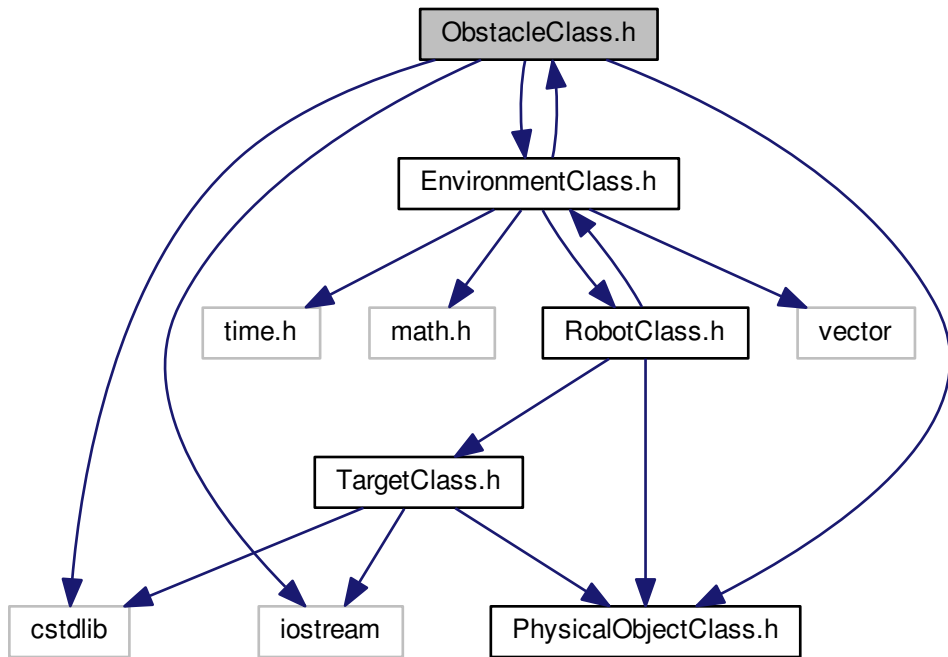 ObstacleClass.h
EnvironmentClass.h
time.h
math.h
RobotClass.h
vector
TargetClass.h
cstdlib
iostream
PhysicalObjectClass.h